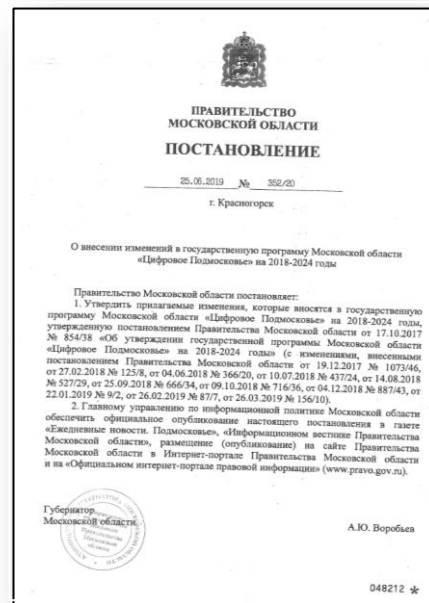 ПРАВИТЕЛЬСТВО
МОСКОВСКОЙ ОБЛАСТИ
ПОСТАНОВЛЕНИЕ
25.06.2019 № 352/20
г. Красногорск
О внесении изменений в государственную программу Московской области
«Цифровое Подмосковье» на 2018-2024 годы
Правительство Московской области постановляет:
1. Утвердить прилагаемые изменения, которые вносятся в государственную
программу Московской области «Цифровое Подмосковье» на 2018-2024 годы,
утвержденную постановлением Правительства Московской области от 17.10.2017
№ 854/38 «Об утверждении государственной программы Московской области
«Цифровое Подмосковье» на 2018-2024 годы» (с изменениями, внесенными
постановлением Правительства Московской области от 19.12.2017 № 1073/46,
от 27.02.2018 № 125/8, от 04.06.2018 № 366/20, от 10.07.2018 № 437/24, от 14.08.2018
№ 527/29, от 25.09.2018 № 666/34, от 09.10.2018 № 716/36, от 04.12.2018 № 887/43, от
22.01.2019 № 9/2, от 26.02.2019 № 87/7, от 26.03.2019 № 156/10).
2. Главному управлению по информационной политике Московской области
обеспечить официальное опубликование настоящего постановления в газете
«Ежедневные новости. Подмосковье», «Информационном вестнике Правительства
Московской области», размещение (опубликование) на сайте Правительства
Московской области в Интернет-портале Правительства Московской области
и на «Официальном интернет-портале правовой информации» (www.pravo.gov.ru).
Губернатор
Московской области
А.Ю. Воробьев
048212 *